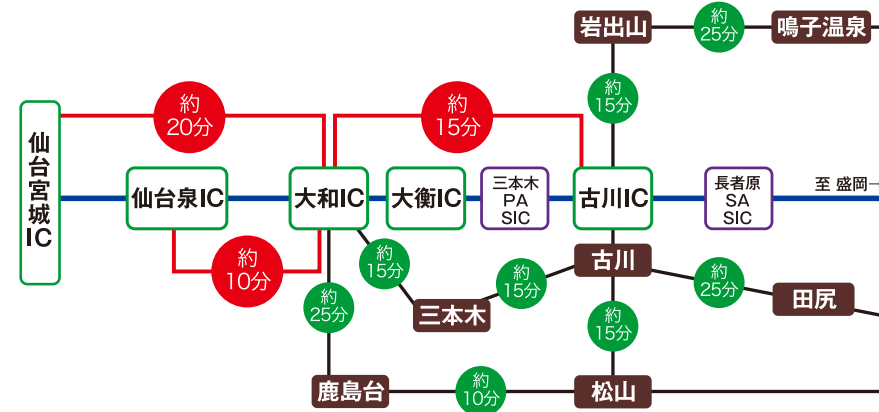 岩出山
約
25分
鳴子温泉
約
15分
約
20分
約
15分
仙台宮城IC
仙台泉IC
大和IC
大衡IC
三本木
PA
SIC
古川IC
長者原
SA
SIC
至 盛岡→
約
10分
約
15分
古川
約
15分
約
25分
田尻
三本木
約
25分
約
15分
鹿島台
約
10分
松山